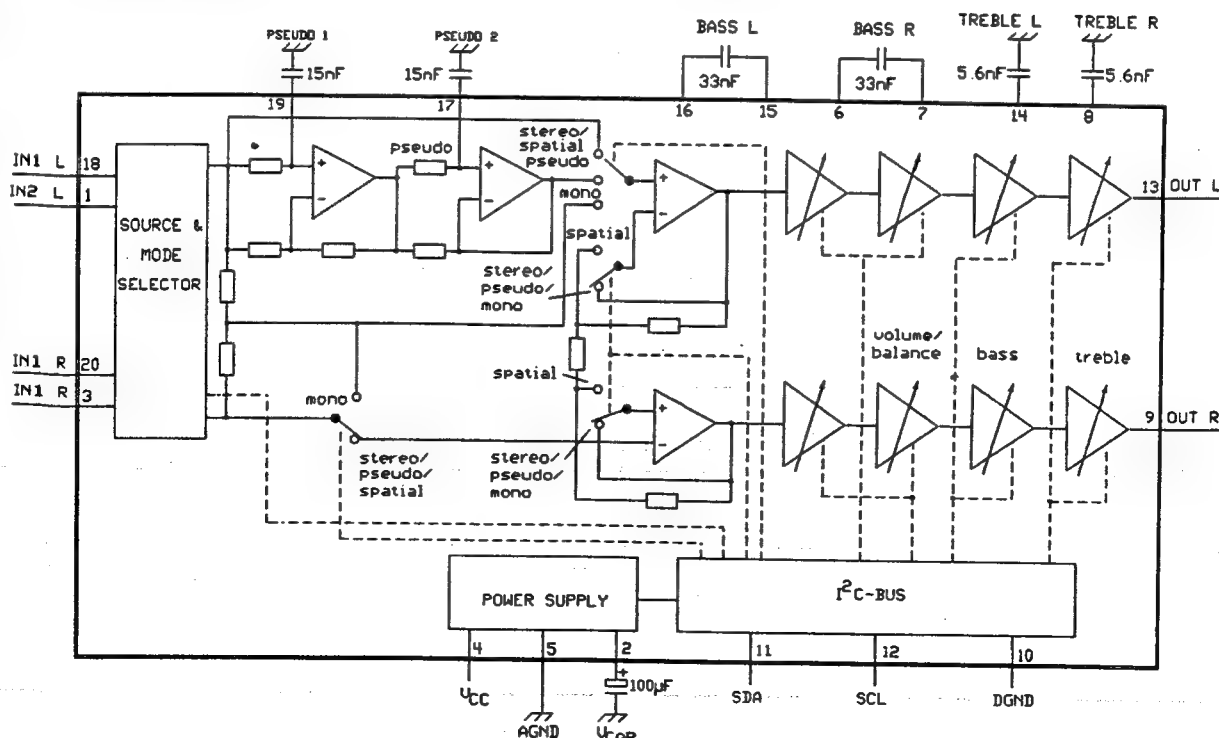 PSEUDO 1
PSEUDO 2
BASS L
BASS R
TREBLE L
TREBLE R
15nF
15nF
33nF
33nF
5.6nF
5.6nF
19
17
16
15
6
7
14
8
IN1 L 18
IN2 L 1
SOURCE &
MODE
SELECTOR
IN1 R 20
IN1 R 3
pseudo
stereo/
spatial
pseudo
mono
spatial
stereo/
pseudo/
mono
spatial
mono
stereo/
pseudo/
spatial
stereo/
pseudo/
mono
volume/
balance
bass
treble
13 OUT L
9 OUT R
POWER SUPPLY
I²C-BUS
4
5
2
11
12
10
VCC
AGND
+
100µF
VCAP
SDA
SCL
DGND